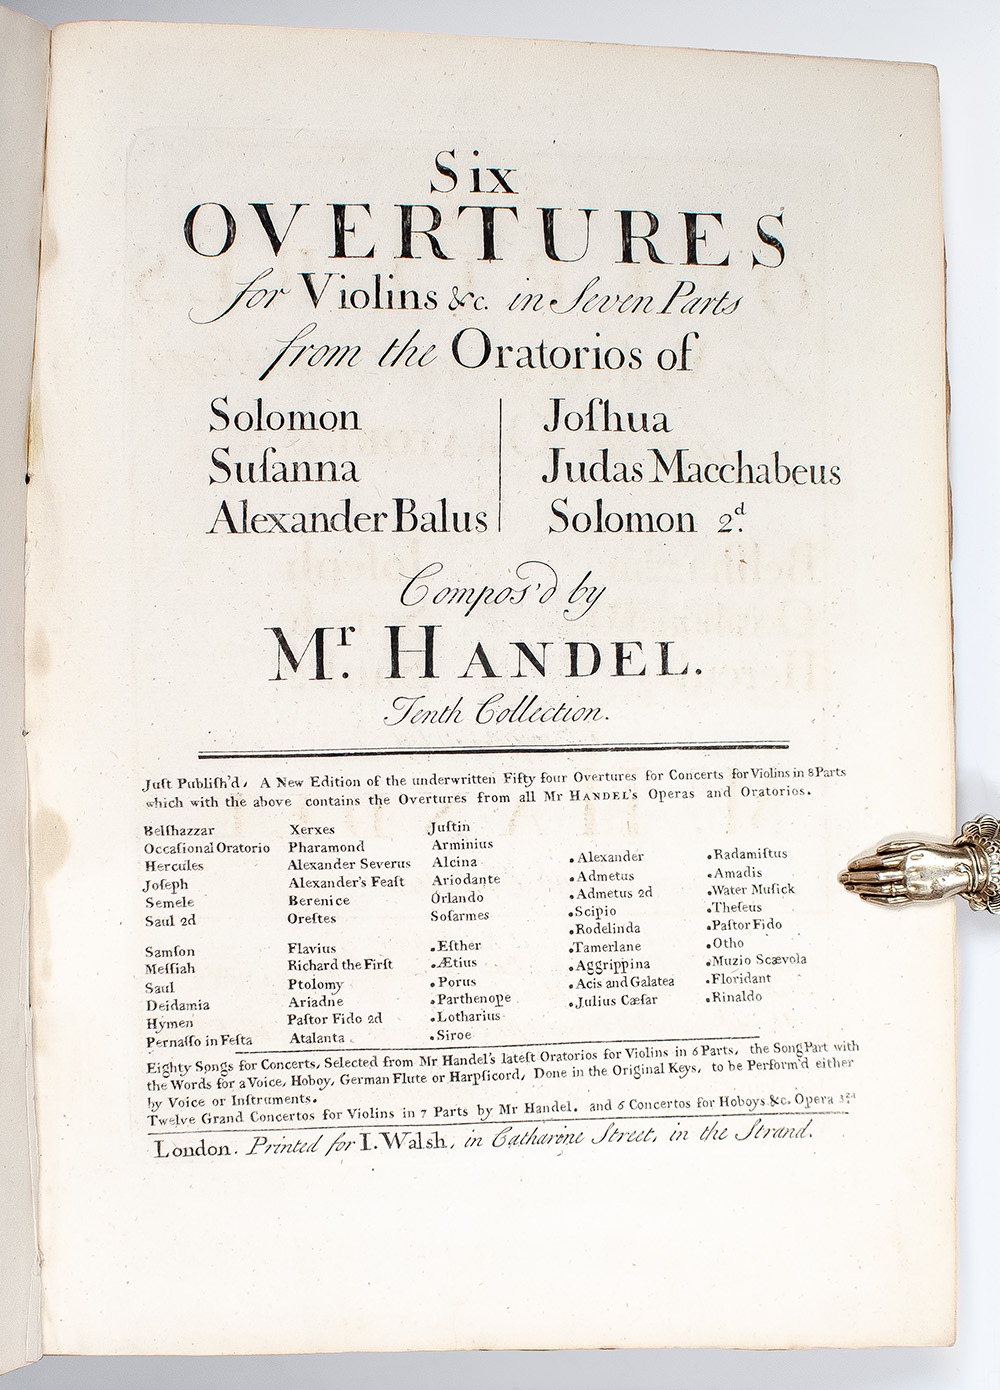 Six
OVERTURES
for Violins &c. in Seven Parts
from the Oratorios of
Solomon
Suſanna
Alexander Balus
Joſhua
Judas Macchabeus
Solomon 2.d
Compos'd by
Mr. HANDEL.
Tenth Collection.
Juſt Publiſh'd, A New Edition of the underwritten Fifty four Overtures for Concerts for Violins in 8 Parts
which with the above contains the Overtures from all Mr HANDEL's Operas and Oratorios.
Belſhazzar
Occaſional Oratorio
Hercules
Joſeph
Semele
Saul 2d
Samſon
Meſſiah
Saul
Deidamia
Hymen
Pernaſſo in Feſta
Xerxes
Pharamond
Alexander Severus
Alexander's Feaſt
Berenice
Oreſtes
Flavius
Richard the Firſt
Ptolomy
Ariadne
Paſtor Fido 2d
Atalanta
Juſtin
Arminius
Alcina
Ariodante
Orlando
Soſarmes
•Eſther
•Ætius
•Porus
•Parthenope
•Lotharius
•Siroe
•Alexander
•Admetus
•Admetus 2d
•Scipio
•Rodelinda
•Tamerlane
•Aggrippina
•Acis and Galatea
•Julius Cæſar
•Radamiſtus
•Amadis
•Water Muſick
•Theſeus
•Paſtor Fido
•Otho
•Muzio Scævola
•Floridant
•Rinaldo
Eighty Songs for Concerts, Selected from Mr Handel's lateſt Oratorios for Violins in 6 Parts, the Song Part with
the Words for a Voice, Hoboy, German Flute or Harpſicord, Done in the Original Keys, to be Perform'd either
by Voice or Inſtruments.
Twelve Grand Concertos for Violins in 7 Parts by Mr Handel. and 6 Concertos for Hoboys &c. Opera 3.za
London. Printed for I. Walsh, in Catharine Street, in the Strand.